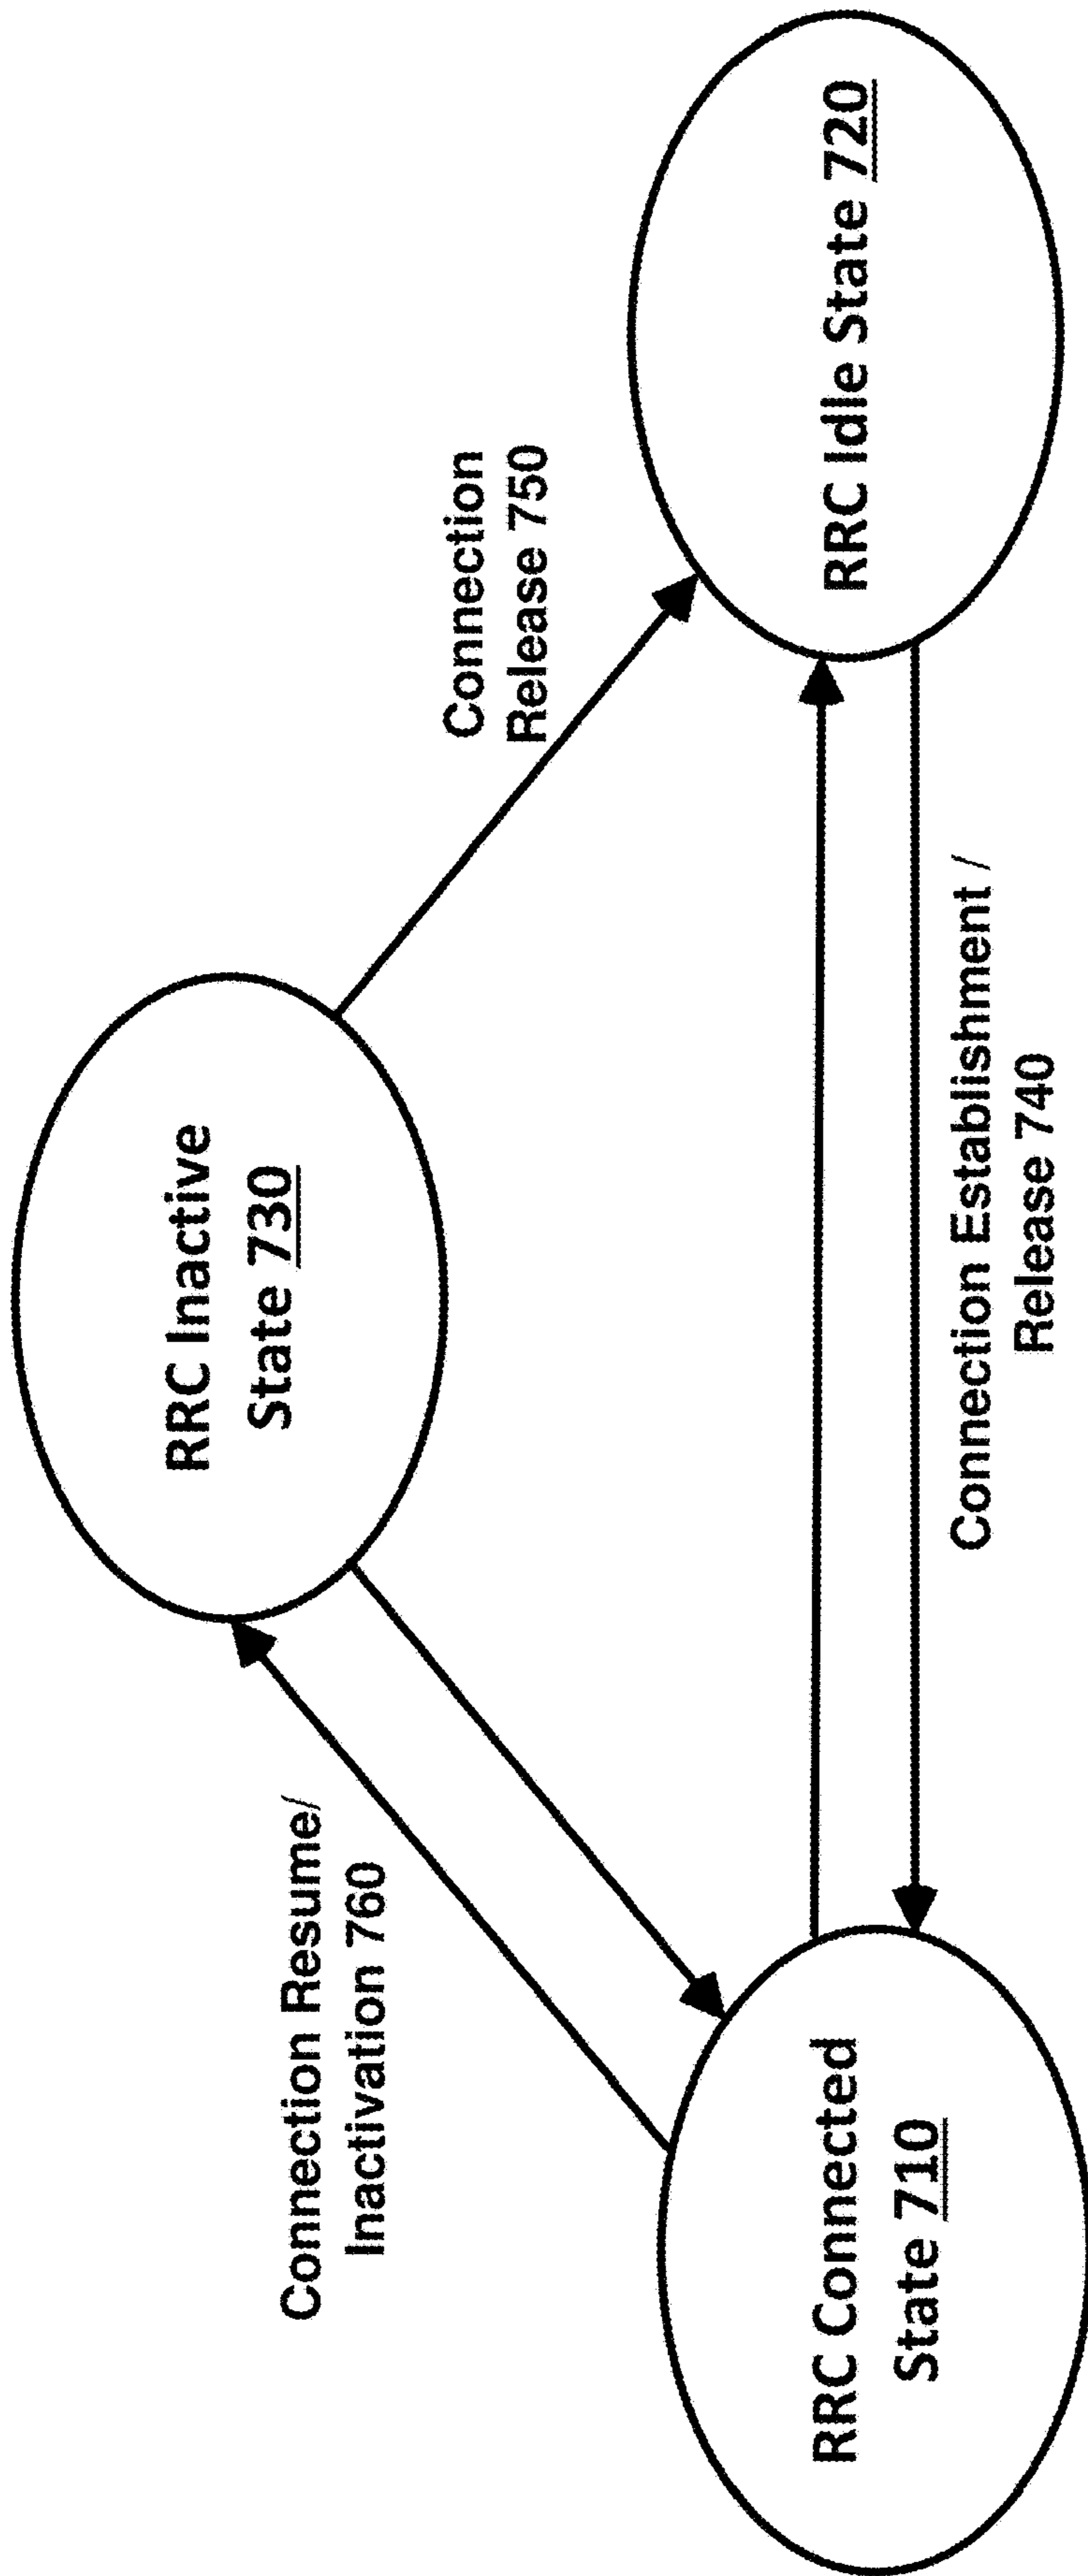 RRC Inactive
State 730
Connection Resume/
Inactivation 760
Connection
Release 750
RRC Connected
State 710
RRC Idle State 720
Connection Establishment /
Release 740